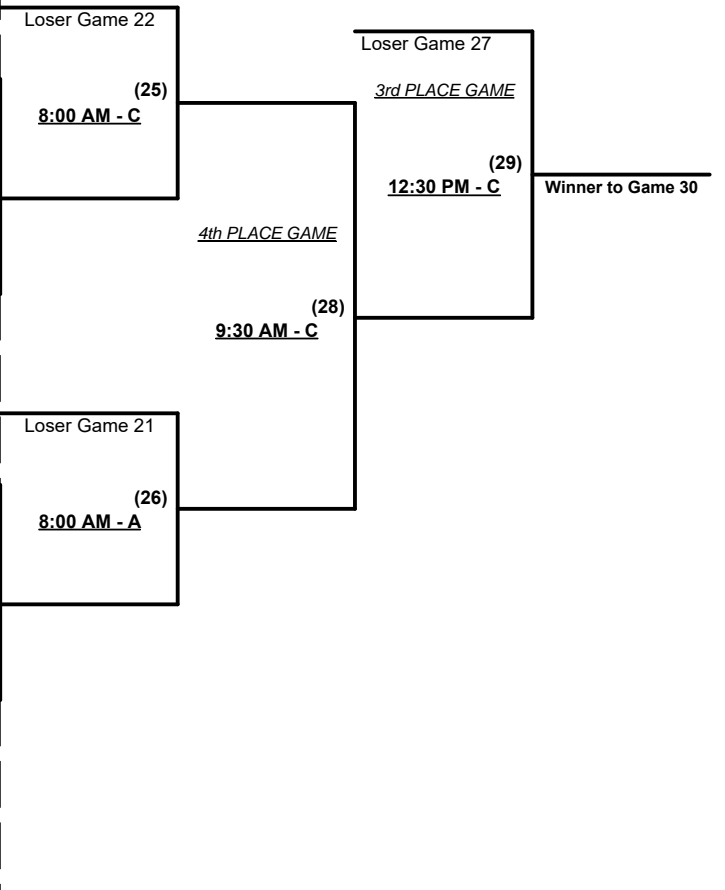 Loser Game 22
(25)
8:00 AM - C
Loser Game 27
3rd PLACE GAME
(29)
12:30 PM - C
Winner to Game 30
4th PLACE GAME
(28)
9:30 AM - C
Loser Game 21
(26)
8:00 AM - A